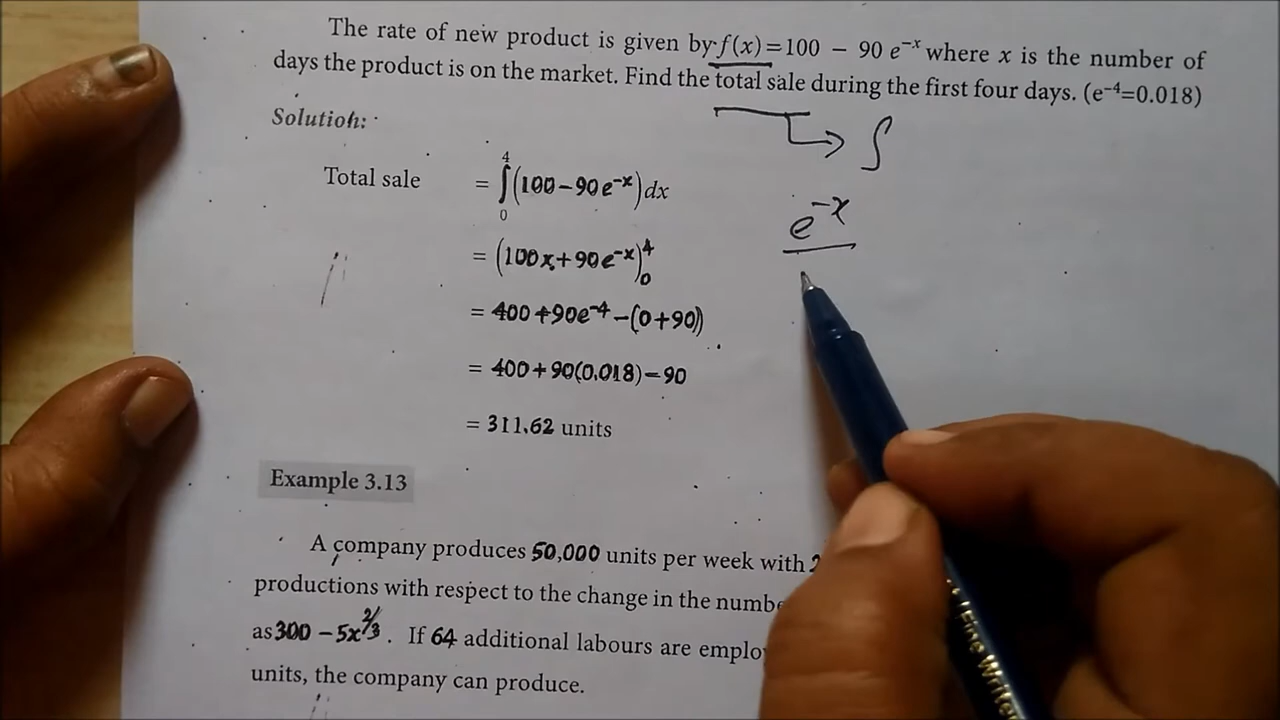 The rate of new product is given by f(x)=100 − 90 e⁻ˣ where x is the number of
days the product is on the market. Find the total sale during the first four days. (e⁻⁴=0.018)
Solution:
Total sale = ∫₀⁴(100−90e⁻ˣ)dx
= (100x+90e⁻ˣ)₀⁴
= 400+90e⁻⁴−(0+90))
= 400+90(0.018)−90
= 311.62 units
∫
e⁻ˣ
Example 3.13
A company produces 50,000 units per week with
productions with respect to the change in the
as 300 − 5x^(2/3). If 64 additional labours are
units, the company can produce.
Fine Writer